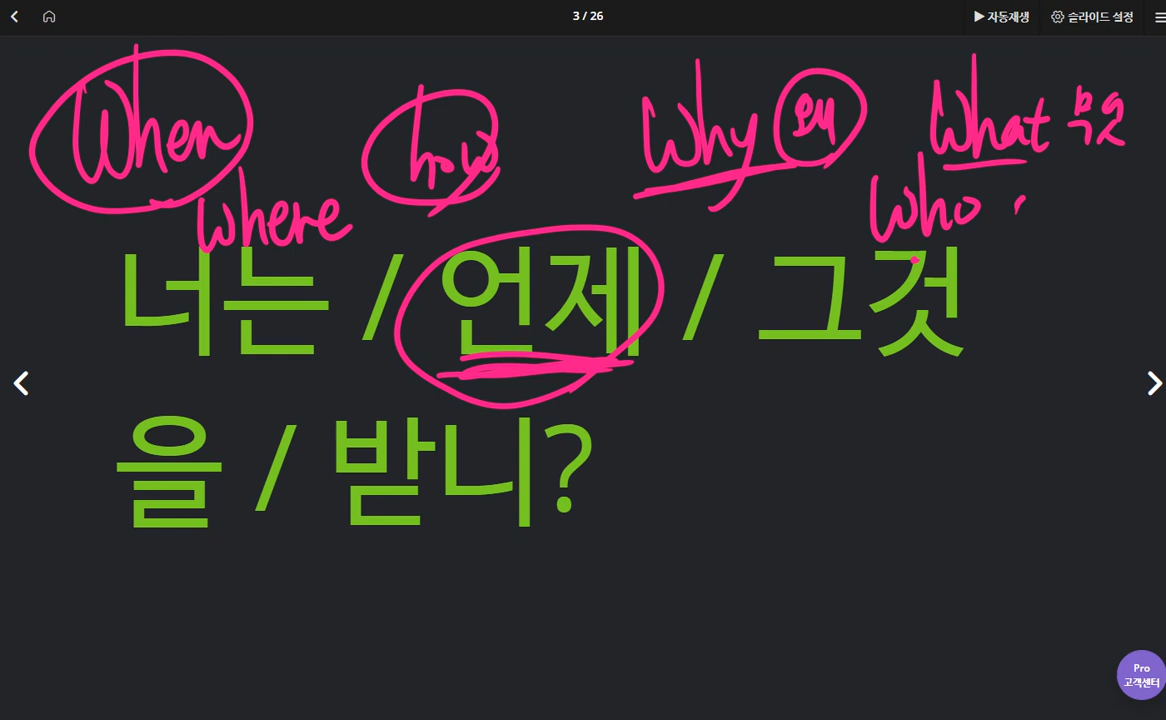 3 / 26
▶ 자동재생
슬라이드 설정
When how Why 왜 What 무엇
where who
너는 / 언제 / 그것
을 / 받니?
Pro
고객센터